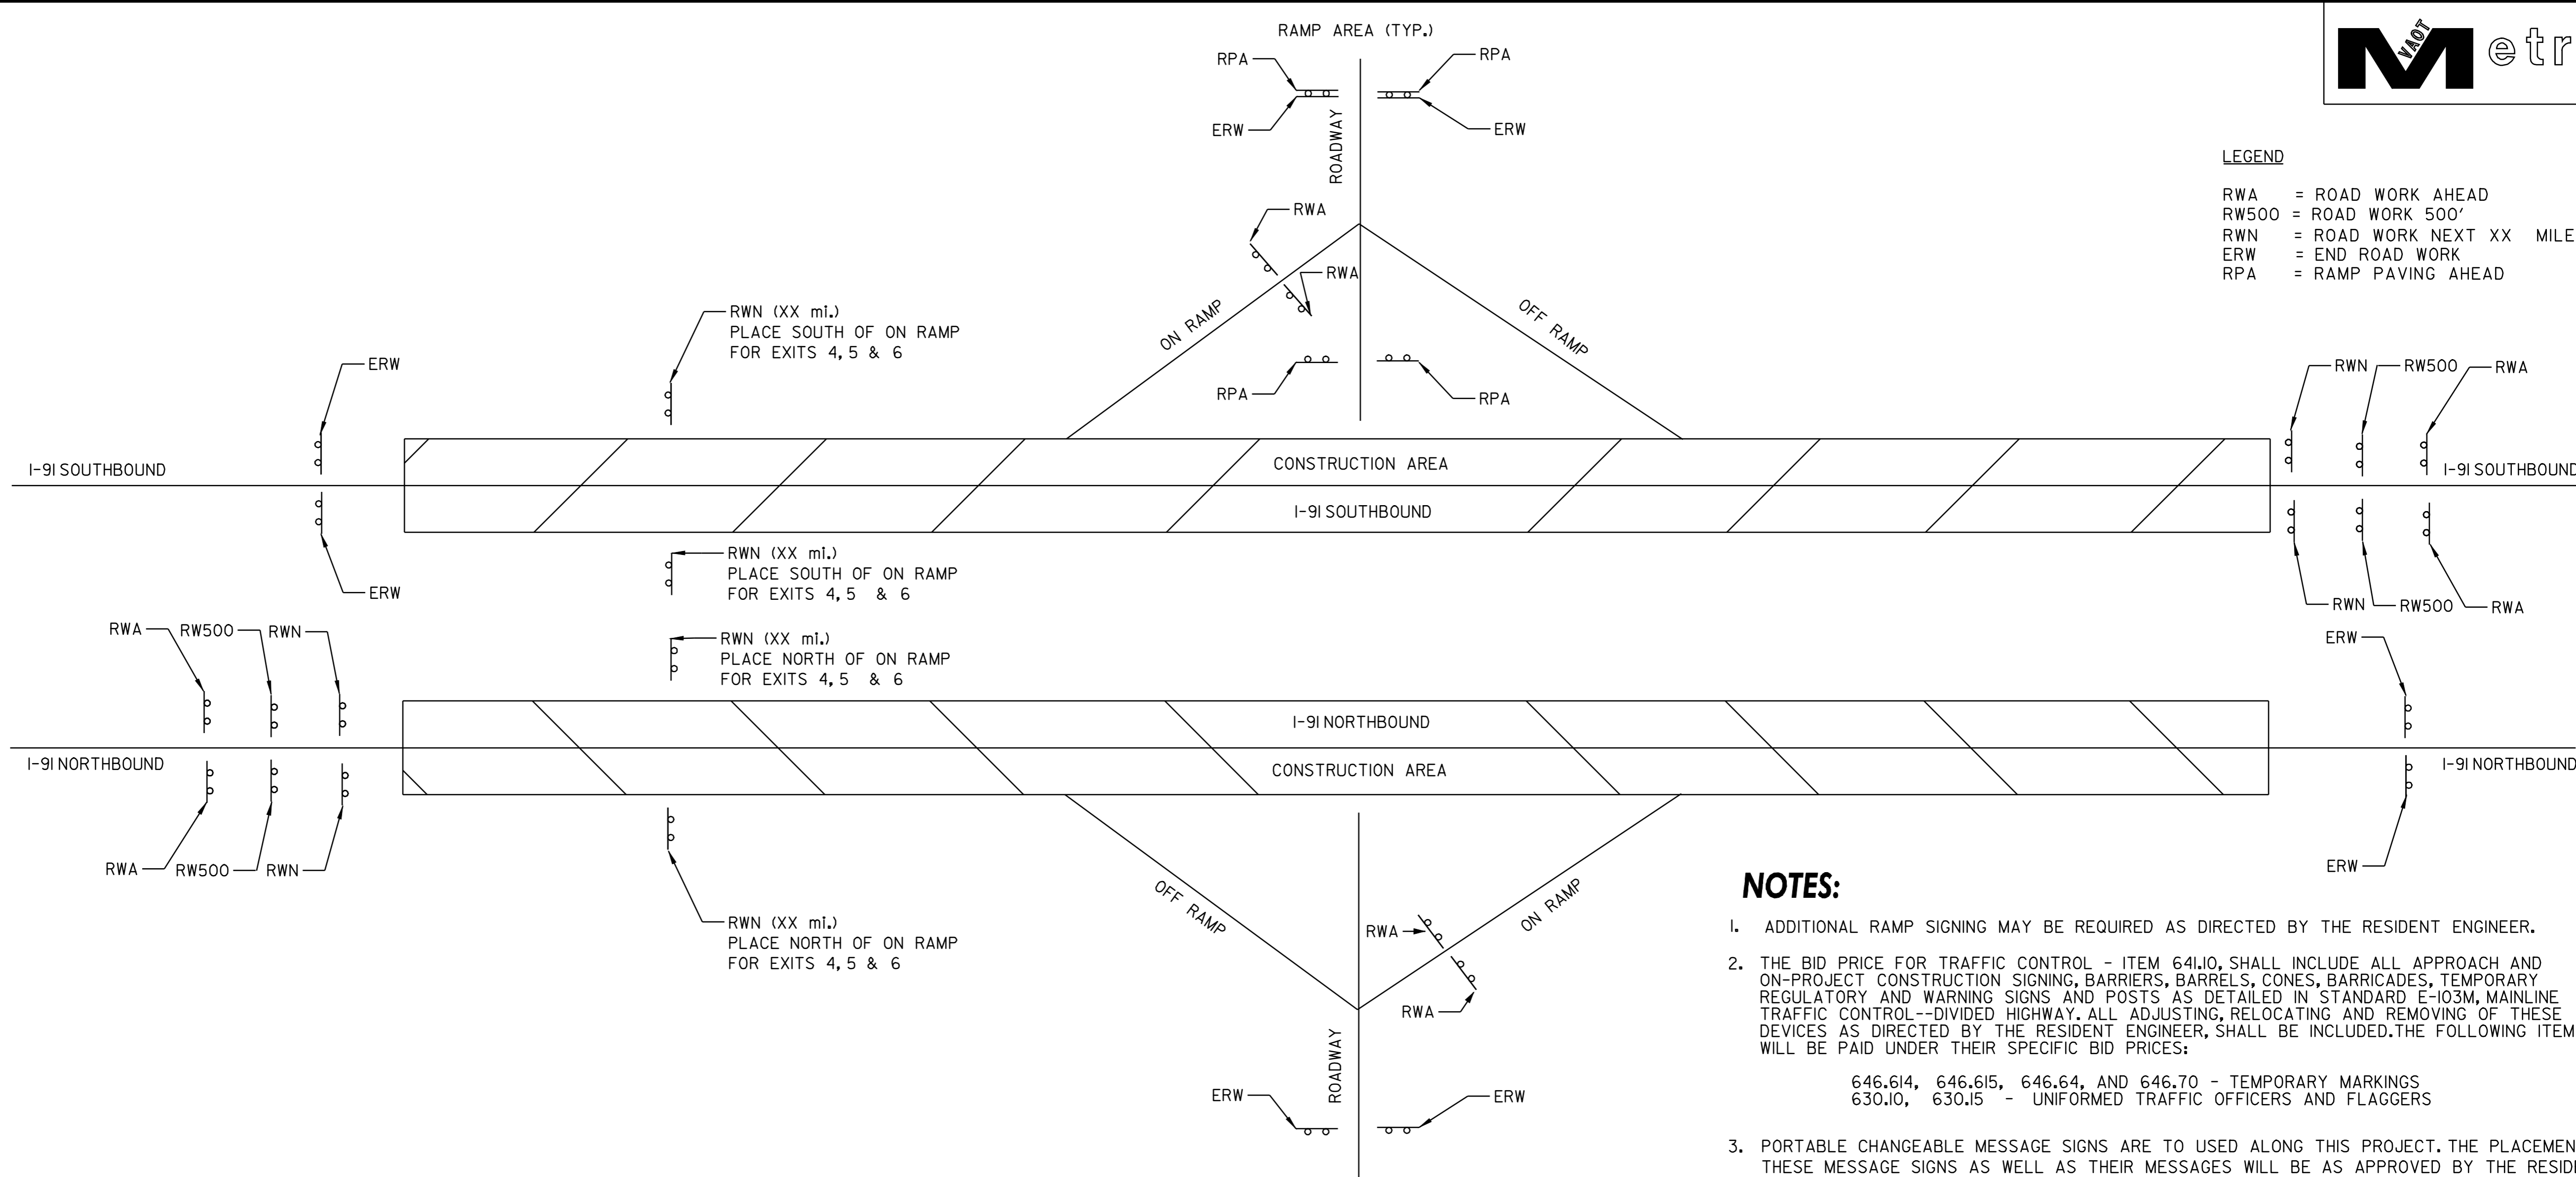 RAMP AREA (TYP.)
RPA
RPA
ERW
ERW
ROADWAY
VAOT
M etr
LEGEND
RWA = ROAD WORK AHEAD
RW500 = ROAD WORK 500'
RWN = ROAD WORK NEXT XX MILE
ERW = END ROAD WORK
RPA = RAMP PAVING AHEAD
RWA
RWA
ON RAMP
OFF RAMP
RPA
RPA
RWN (XX mi.)
PLACE SOUTH OF ON RAMP
FOR EXITS 4, 5 & 6
ERW
RWN
RW500
RWA
I-91 SOUTHBOUND
CONSTRUCTION AREA
I-91 SOUTHBOUND
I-91 SOUTHBOUND
RWN (XX mi.)
PLACE SOUTH OF ON RAMP
FOR EXITS 4, 5 & 6
ERW
RWN
RW500
RWA
RWA
RW500
RWN
RWN (XX mi.)
PLACE NORTH OF ON RAMP
FOR EXITS 4, 5 & 6
ERW
I-91 NORTHBOUND
I-91 NORTHBOUND
CONSTRUCTION AREA
I-91 NORTHBOUND
RWA
RW500
RWN
ERW
RWN (XX mi.)
PLACE NORTH OF ON RAMP
FOR EXITS 4, 5 & 6
OFF RAMP
ON RAMP
RWA
RWA
ROADWAY
ERW
ERW
NOTES:
1. ADDITIONAL RAMP SIGNING MAY BE REQUIRED AS DIRECTED BY THE RESIDENT ENGINEER.
2. THE BID PRICE FOR TRAFFIC CONTROL - ITEM 641.10, SHALL INCLUDE ALL APPROACH AND
ON-PROJECT CONSTRUCTION SIGNING, BARRIERS, BARRELS, CONES, BARRICADES, TEMPORARY
REGULATORY AND WARNING SIGNS AND POSTS AS DETAILED IN STANDARD E-103M, MAINLINE
TRAFFIC CONTROL--DIVIDED HIGHWAY. ALL ADJUSTING, RELOCATING AND REMOVING OF THESE
DEVICES AS DIRECTED BY THE RESIDENT ENGINEER, SHALL BE INCLUDED. THE FOLLOWING ITEM
WILL BE PAID UNDER THEIR SPECIFIC BID PRICES:
646.614, 646.615, 646.64, AND 646.70 - TEMPORARY MARKINGS
630.10, 630.15 - UNIFORMED TRAFFIC OFFICERS AND FLAGGERS
3. PORTABLE CHANGEABLE MESSAGE SIGNS ARE TO USED ALONG THIS PROJECT. THE PLACEMEN
THESE MESSAGE SIGNS AS WELL AS THEIR MESSAGES WILL BE AS APPROVED BY THE RESID